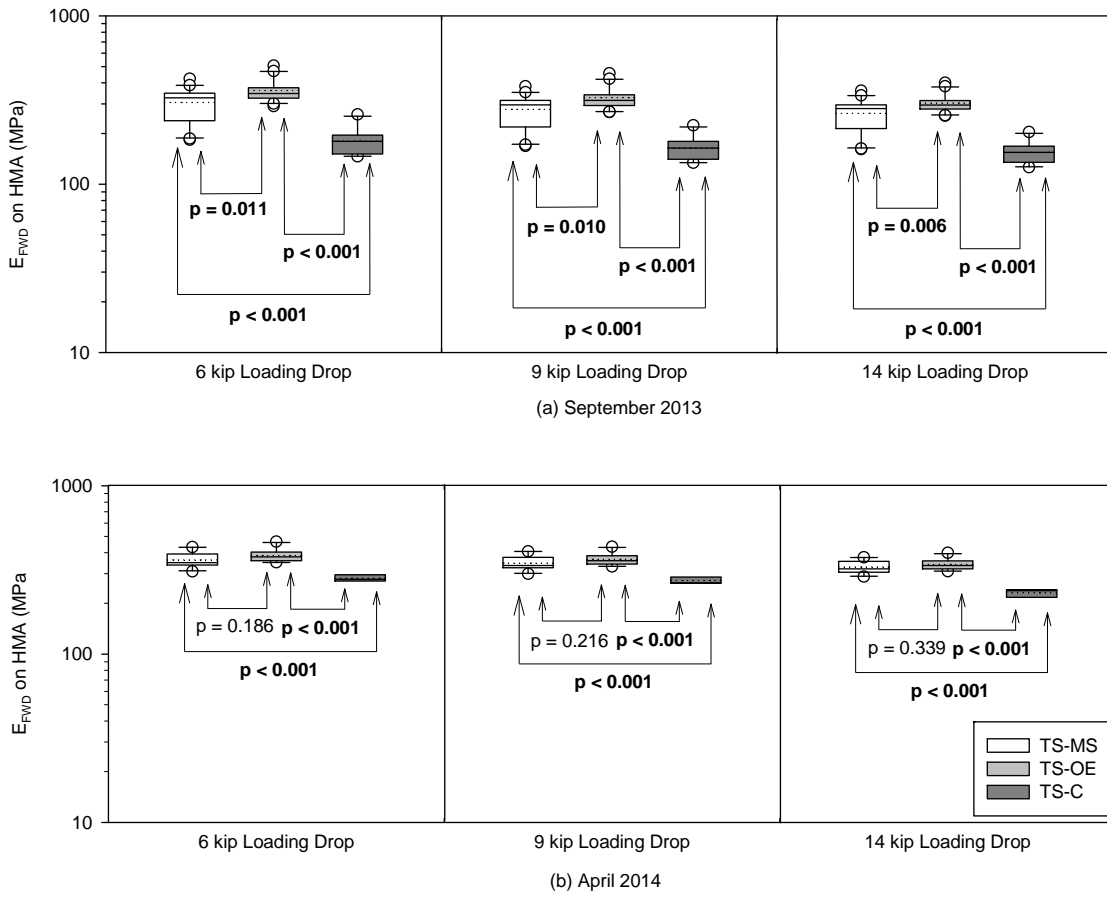 1000
100
10
E_FWD on HMA (MPa)
p = 0.011
p < 0.001
p < 0.001
p = 0.010
p < 0.001
p < 0.001
p = 0.006
p < 0.001
p < 0.001
6 kip Loading Drop
9 kip Loading Drop
14 kip Loading Drop
(a) September 2013
1000
100
10
E_FWD on HMA (MPa
p = 0.186
p < 0.001
p < 0.001
p = 0.216
p < 0.001
p < 0.001
p = 0.339
p < 0.001
p < 0.001
TS-MS
TS-OE
TS-C
6 kip Loading Drop
9 kip Loading Drop
14 kip Loading Drop
(b) April 2014